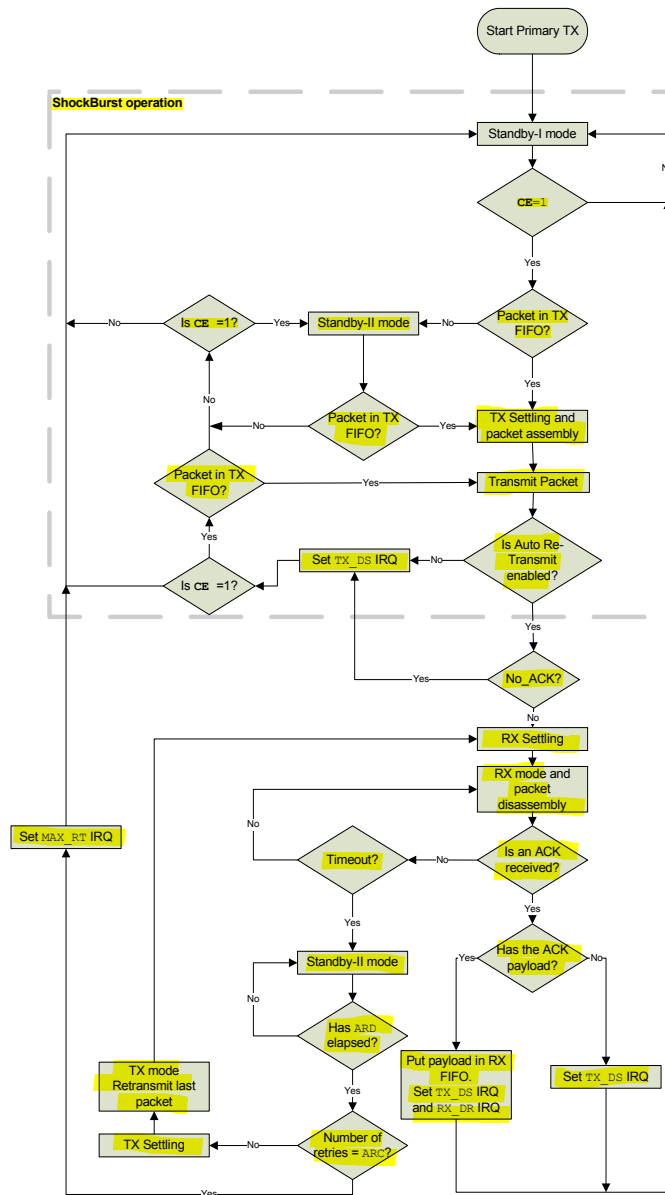 Start Primary TX
ShockBurst operation
Standby-I mode
N
CE=1
Yes
No
Is CE =1?
Yes
Standby-II mode
No
Packet in TX
FIFO?
Yes
No
Packet in TX
FIFO?
No
Yes
TX Settling and
packet assembly
Packet in TX
FIFO?
Yes
Transmit Packet
Yes
Is CE =1?
Set TX_DS IRQ
No
Is Auto Re-
Transmit
enabled?
Yes
Yes
No_ACK?
No
RX Settling
RX mode and
packet
disassembly
No
Set MAX_RT IRQ
Timeout?
No
Is an ACK
received?
Yes
Yes
Standby-II mode
Yes
Has the ACK
payload?
No
No
Has ARD
elapsed?
TX mode
Retransmit last
packet
Yes
Put payload in RX
FIFO.
Set TX_DS IRQ
and RX_DR IRQ
Set TX_DS IRQ
TX Settling
No
Number of
retries = ARC?
Yes